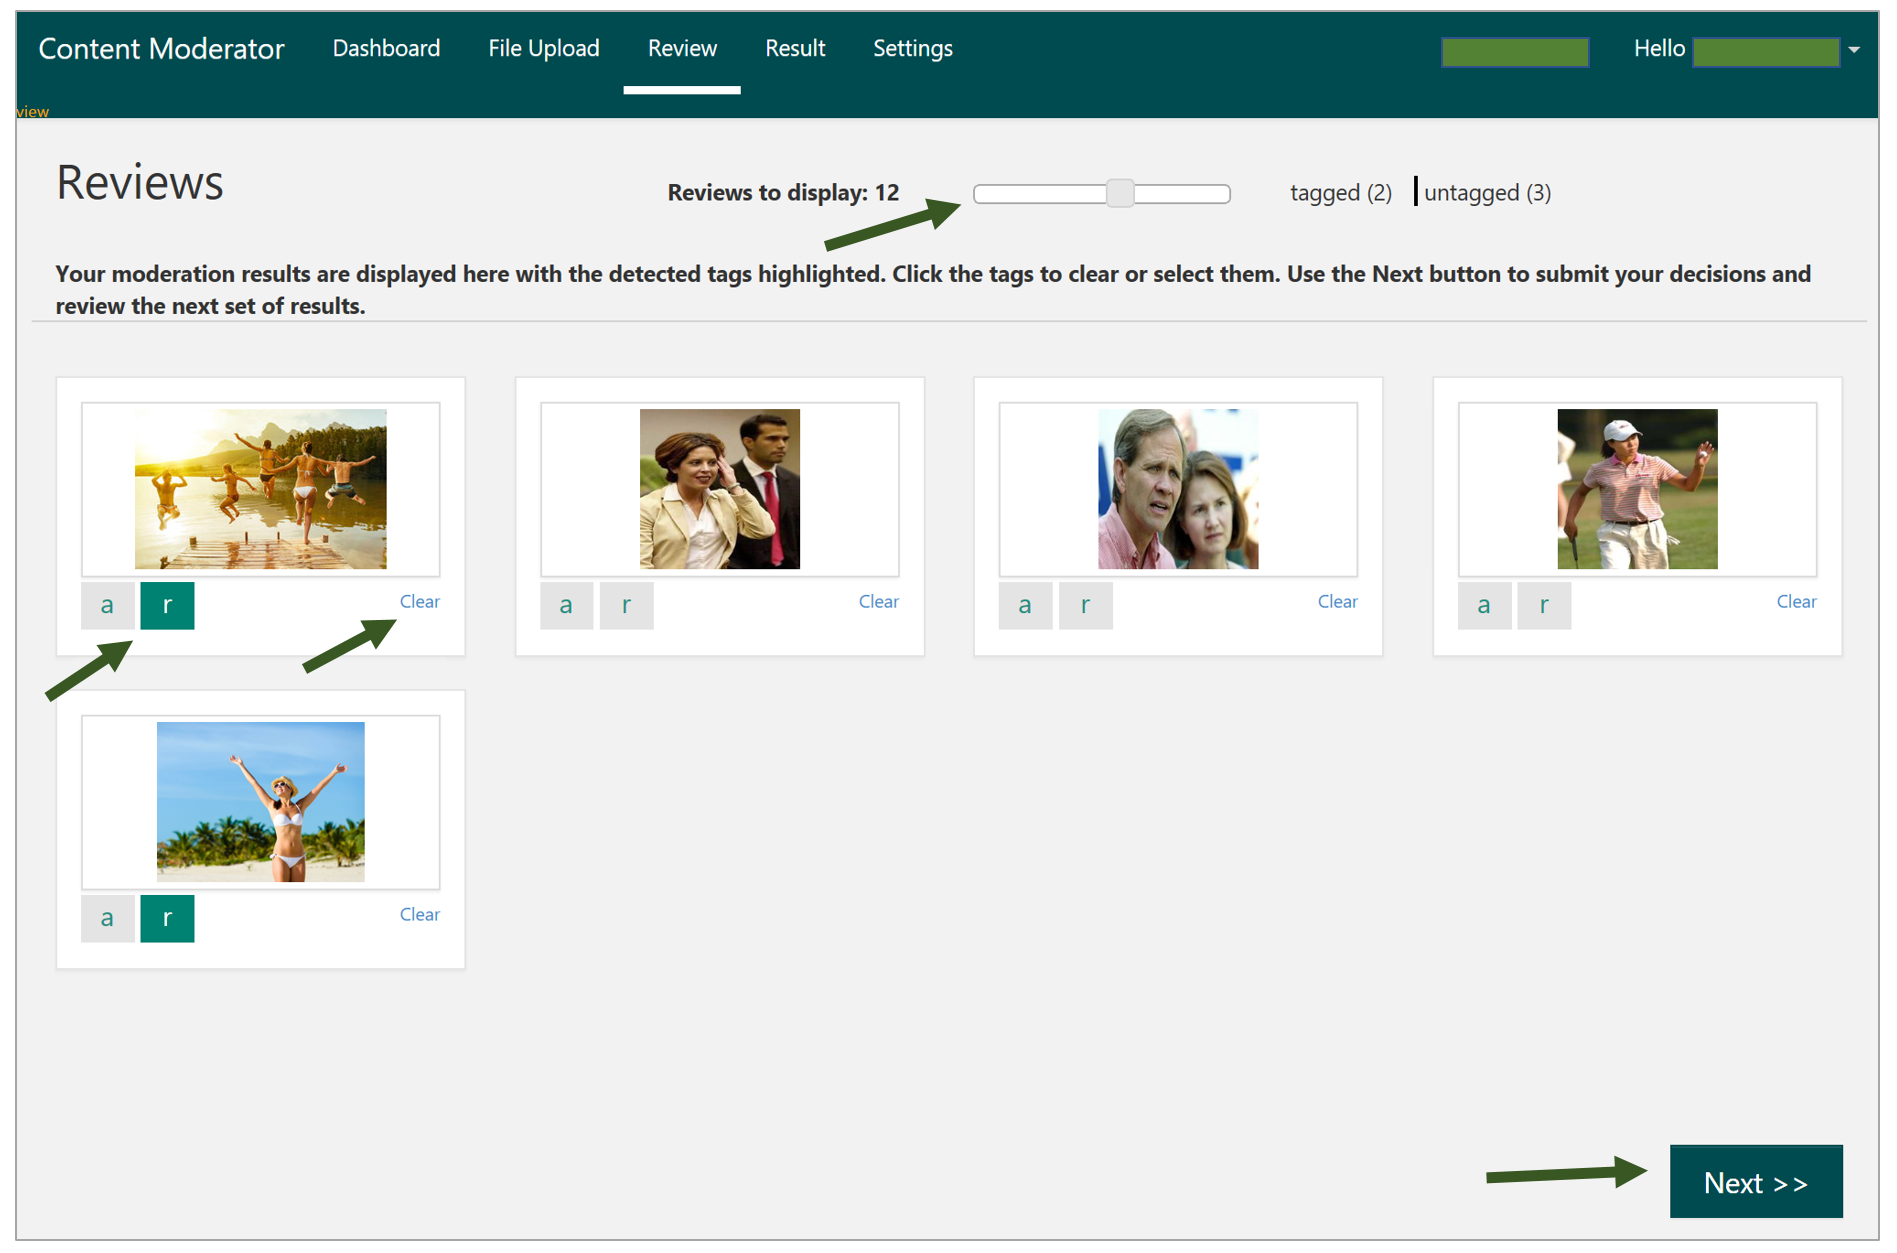 Content Moderator Dashboard File Upload Review Result Settings Hello
view
Reviews
Reviews to display: 12 tagged (2) untagged (3)
Your moderation results are displayed here with the detected tags highlighted. Click the tags to clear or select them. Use the Next button to submit your decisions and
review the next set of results.
a r Clear a r Clear a r Clear a r Clear
a r Clear
Next >>